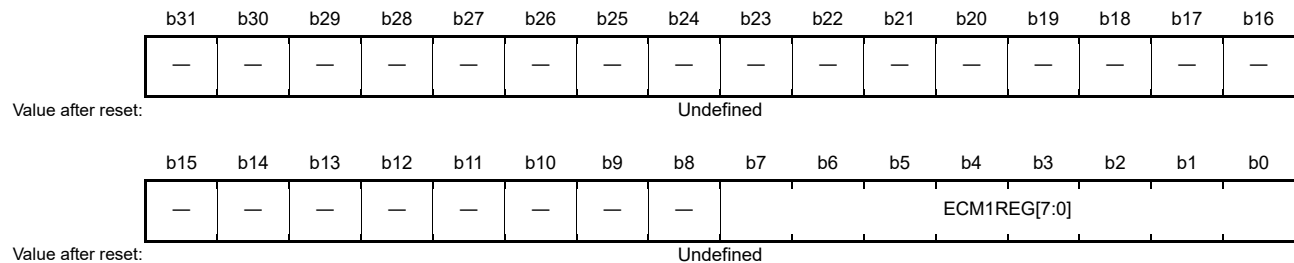 b31 b30 b29 b28 b27 b26 b25 b24 b23 b22 b21 b20 b19 b18 b17 b16
— — — — — — — — — — — — — — — —
Value after reset: Undefined
b15 b14 b13 b12 b11 b10 b9 b8 b7 b6 b5 b4 b3 b2 b1 b0
— — — — — — — — ECM1REG[7:0]
Value after reset: Undefined